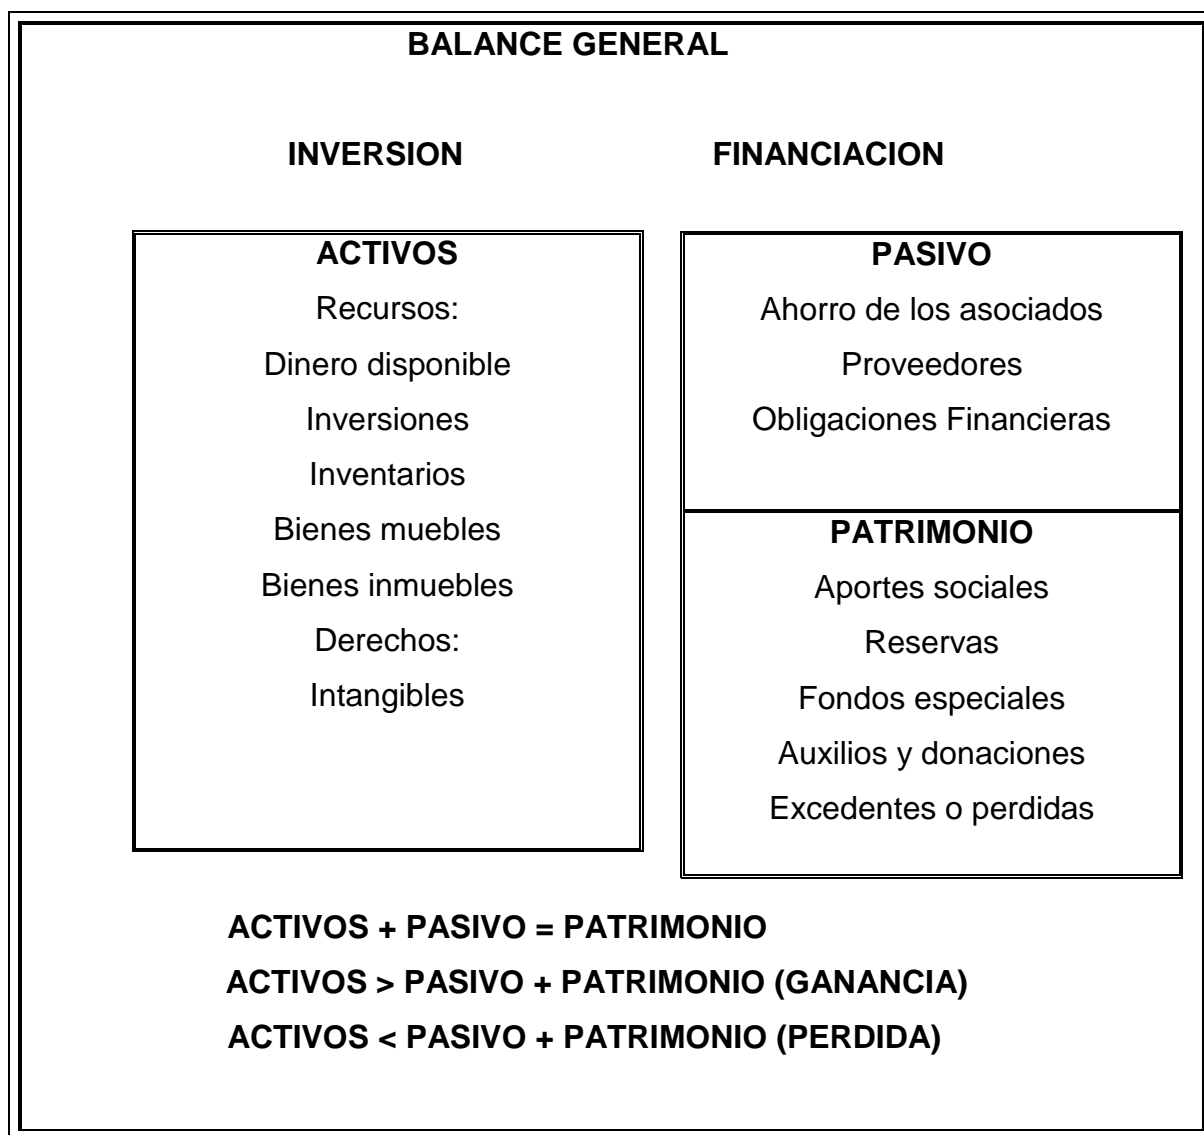 BALANCE GENERAL
INVERSION
FINANCIACION
ACTIVOS
Recursos:
Dinero disponible
Inversiones
Inventarios
Bienes muebles
Bienes inmuebles
Derechos:
Intangibles
PASIVO
Ahorro de los asociados
Proveedores
Obligaciones Financieras
PATRIMONIO
Aportes sociales
Reservas
Fondos especiales
Auxilios y donaciones
Excedentes o perdidas
ACTIVOS + PASIVO = PATRIMONIO
ACTIVOS > PASIVO + PATRIMONIO (GANANCIA)
ACTIVOS < PASIVO + PATRIMONIO (PERDIDA)